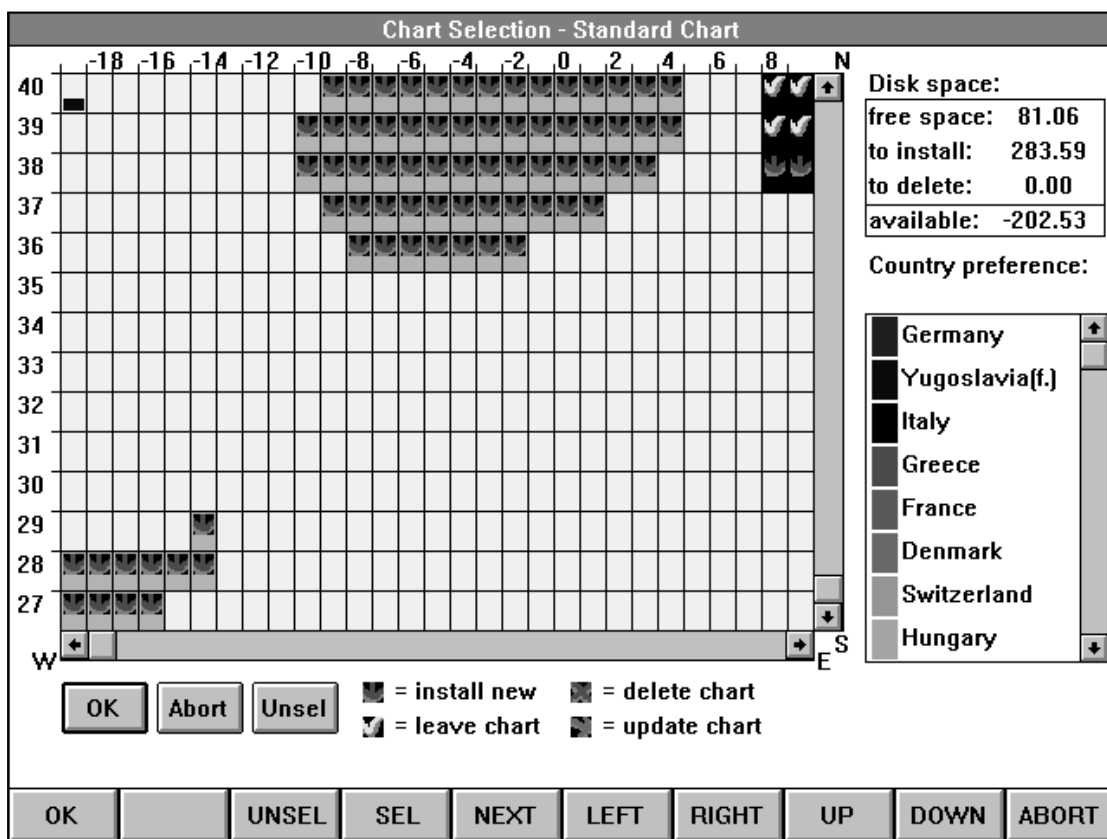 Chart Selection - Standard Chart
-18 -16 -14 -12 -10 -8 -6 -4 -2 0 2 4 6 8 N
40
39
38
37
36
35
34
33
32
31
30
29
28
27
W
E
S
Disk space:
free space: 81.06
to install: 283.59
to delete: 0.00
available: -202.53
Country preference:
Germany
Yugoslavia(f.)
Italy
Greece
France
Denmark
Switzerland
Hungary
OK Abort Unsel
= install new = delete chart
= leave chart = update chart
OK UNSEL SEL NEXT LEFT RIGHT UP DOWN ABORT